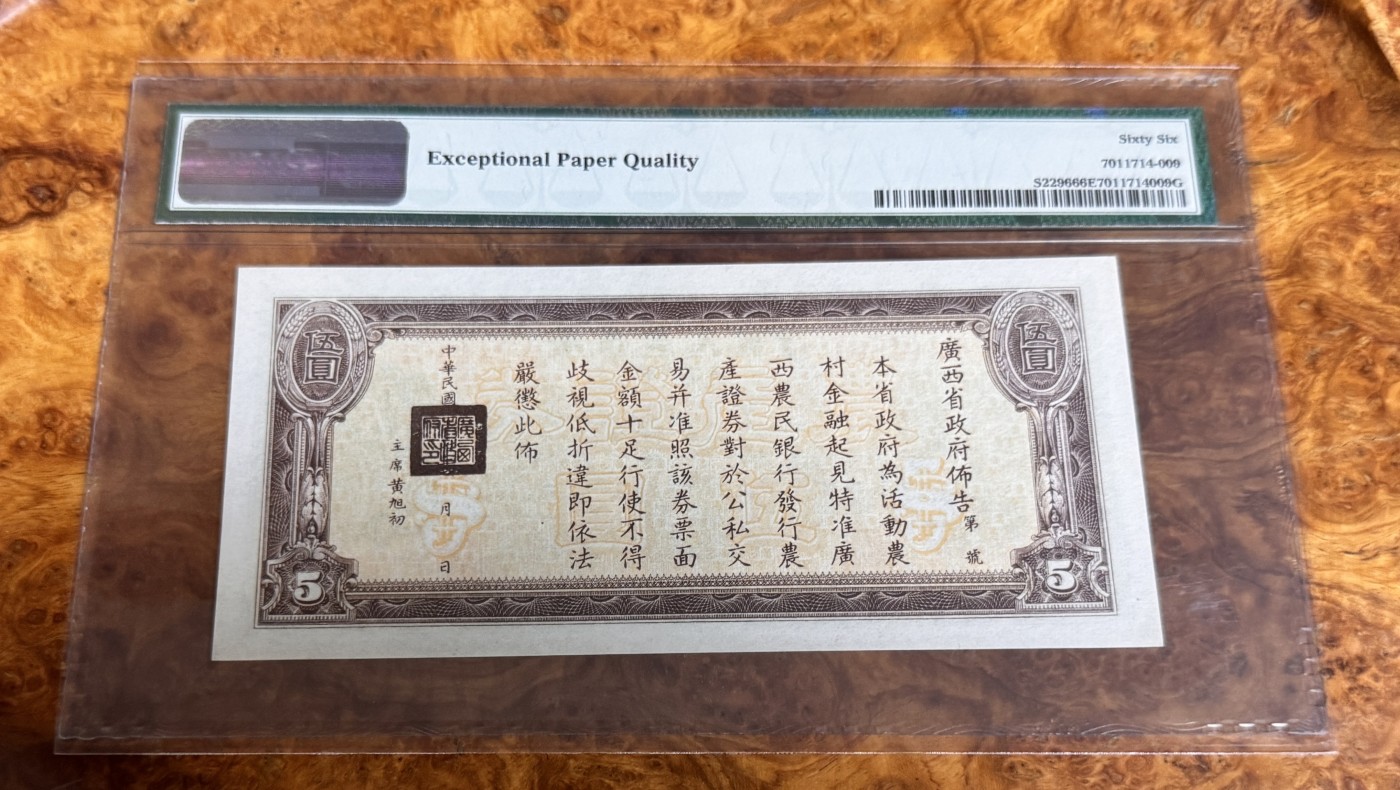 Exceptional Paper Quality
Sixty Six
7011714-009
S229666E7011714009G
伍圓
伍圓
廣西省政府佈告第 號
本省政府為活動農
村金融起見特准廣
西農民銀行發行農
產證券對於公私交
易并准照該券票面
金額十足行使不得
歧視低折違即依法
嚴懲此佈
中華民國 月 日
主席黃旭初
5
5